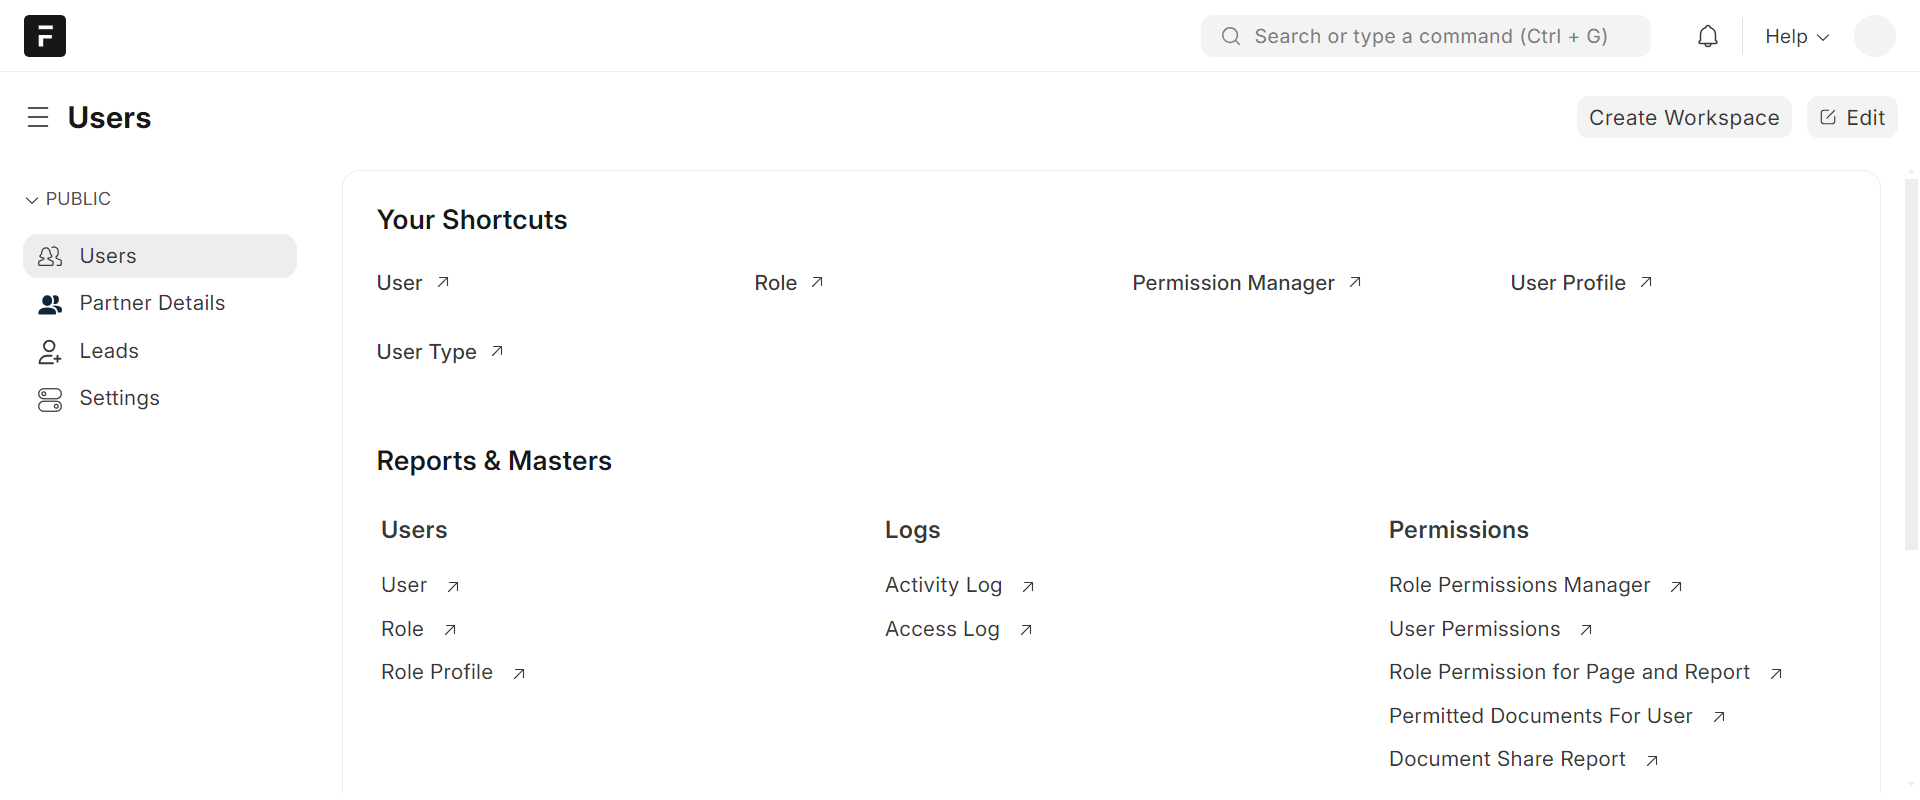 F
Search or type a command (Ctrl + G)
Help
Users
Create Workspace
Edit
PUBLIC
Users
Partner Details
Leads
Settings
Your Shortcuts
User
Role
Permission Manager
User Profile
User Type
Reports & Masters
Users
User
Role
Role Profile
Logs
Activity Log
Access Log
Permissions
Role Permissions Manager
User Permissions
Role Permission for Page and Report
Permitted Documents For User
Document Share Report